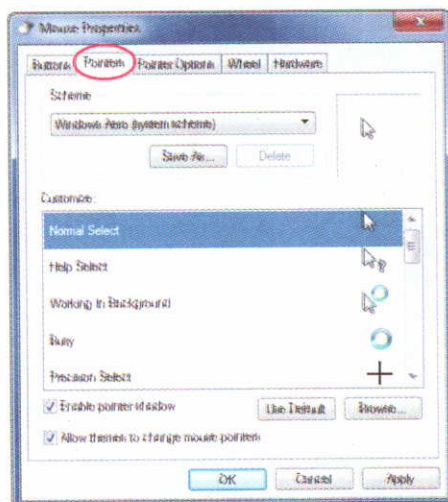 Mouse Properties
Buttons Pointers Pointer Options Wheel Hardware
Scheme
Windows Aero (system scheme)
Save As... Delete
Customize:
Normal Select
Help Select
Working In Background
Busy
Precision Select
Enable pointer shadow
Use Default Browse...
Allow themes to change mouse pointers
OK Cancel Apply